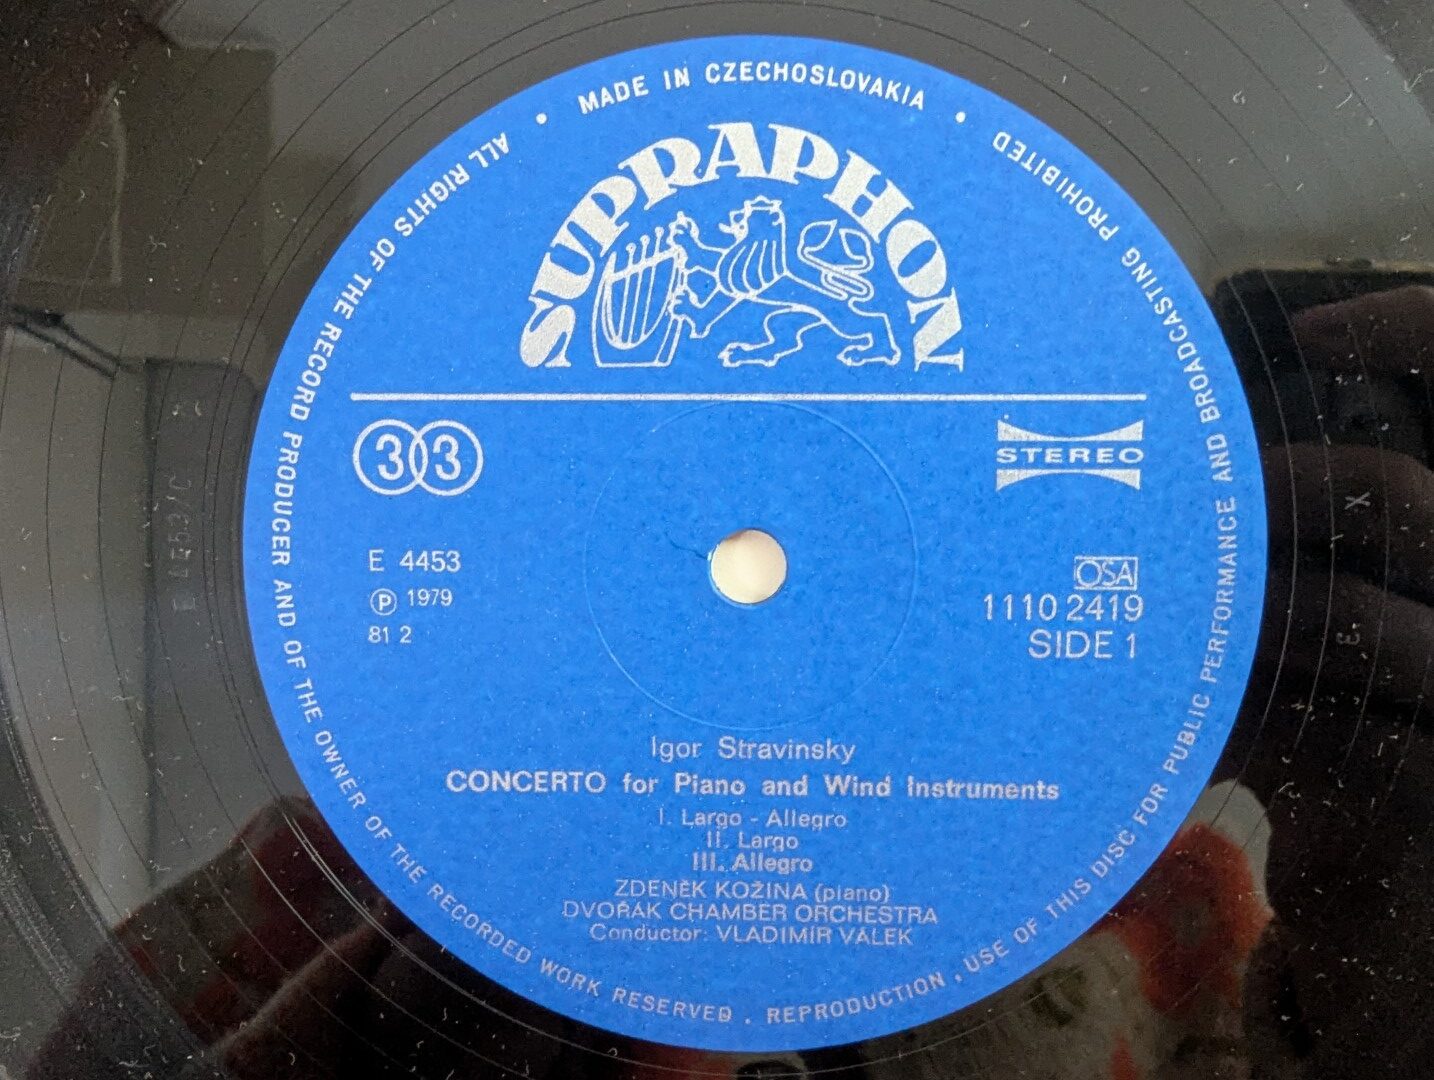 MADE IN CZECHOSLOVAKIA
ALL RIGHTS OF THE RECORD PRODUCER AND OF THE OWNER OF THE RECORDED WORK RESERVED . REPRODUCTION , USE OF THIS DISC FOR PUBLIC PERFORMANCE AND BROADCASTING PROHIBITED
SUPRAPHON
33
STEREO
E 4453
Ⓟ 1979
81 2
OSA
1110 2419
SIDE 1
Igor Stravinsky
CONCERTO for Piano and Wind Instruments
I. Largo - Allegro
II. Largo
III. Allegro
ZDENĚK KOŽINA (piano)
DVOŘÁK CHAMBER ORCHESTRA
Conductor: VLADIMÍR VÁLEK